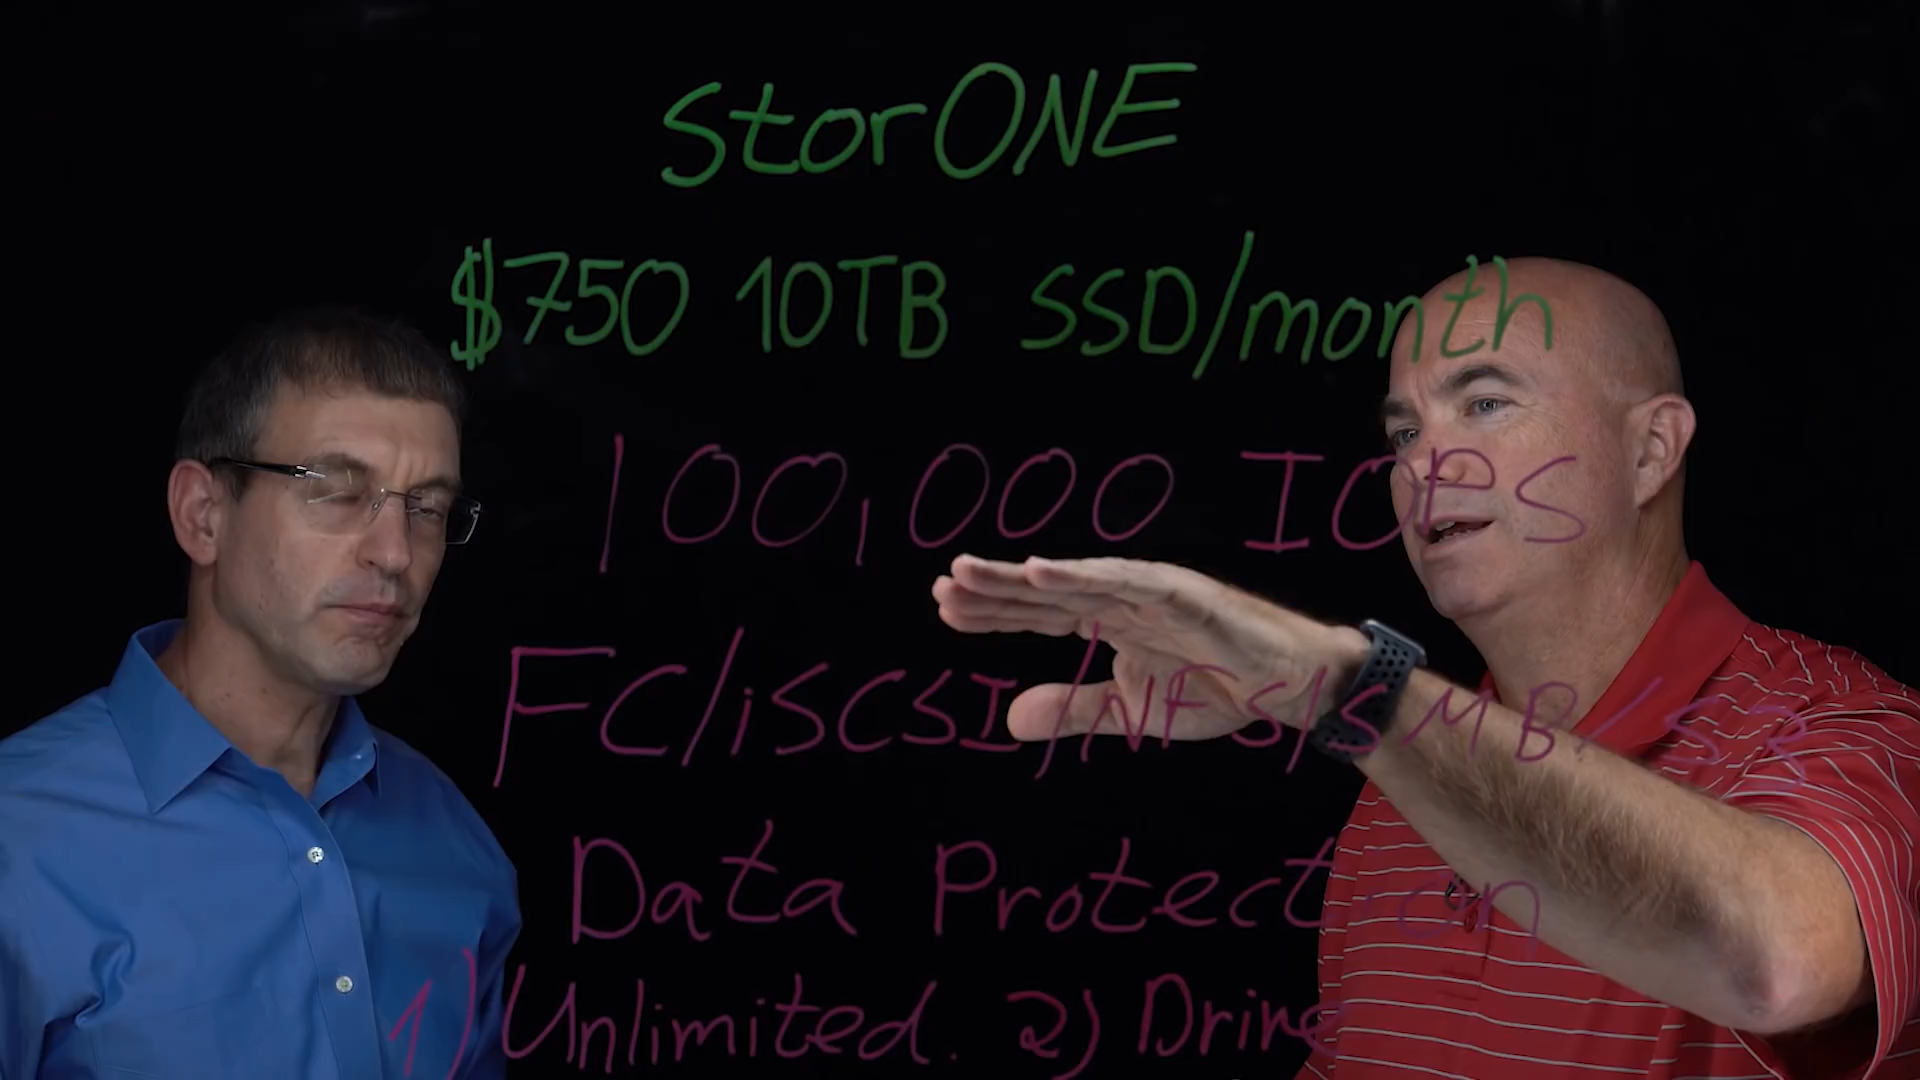 StorONE
$750 10TB SSD/month
100,000 IOPS
FC/iSCSI/NFS/SMB/S3
Data Protection
1) Unlimited. 2) Drive